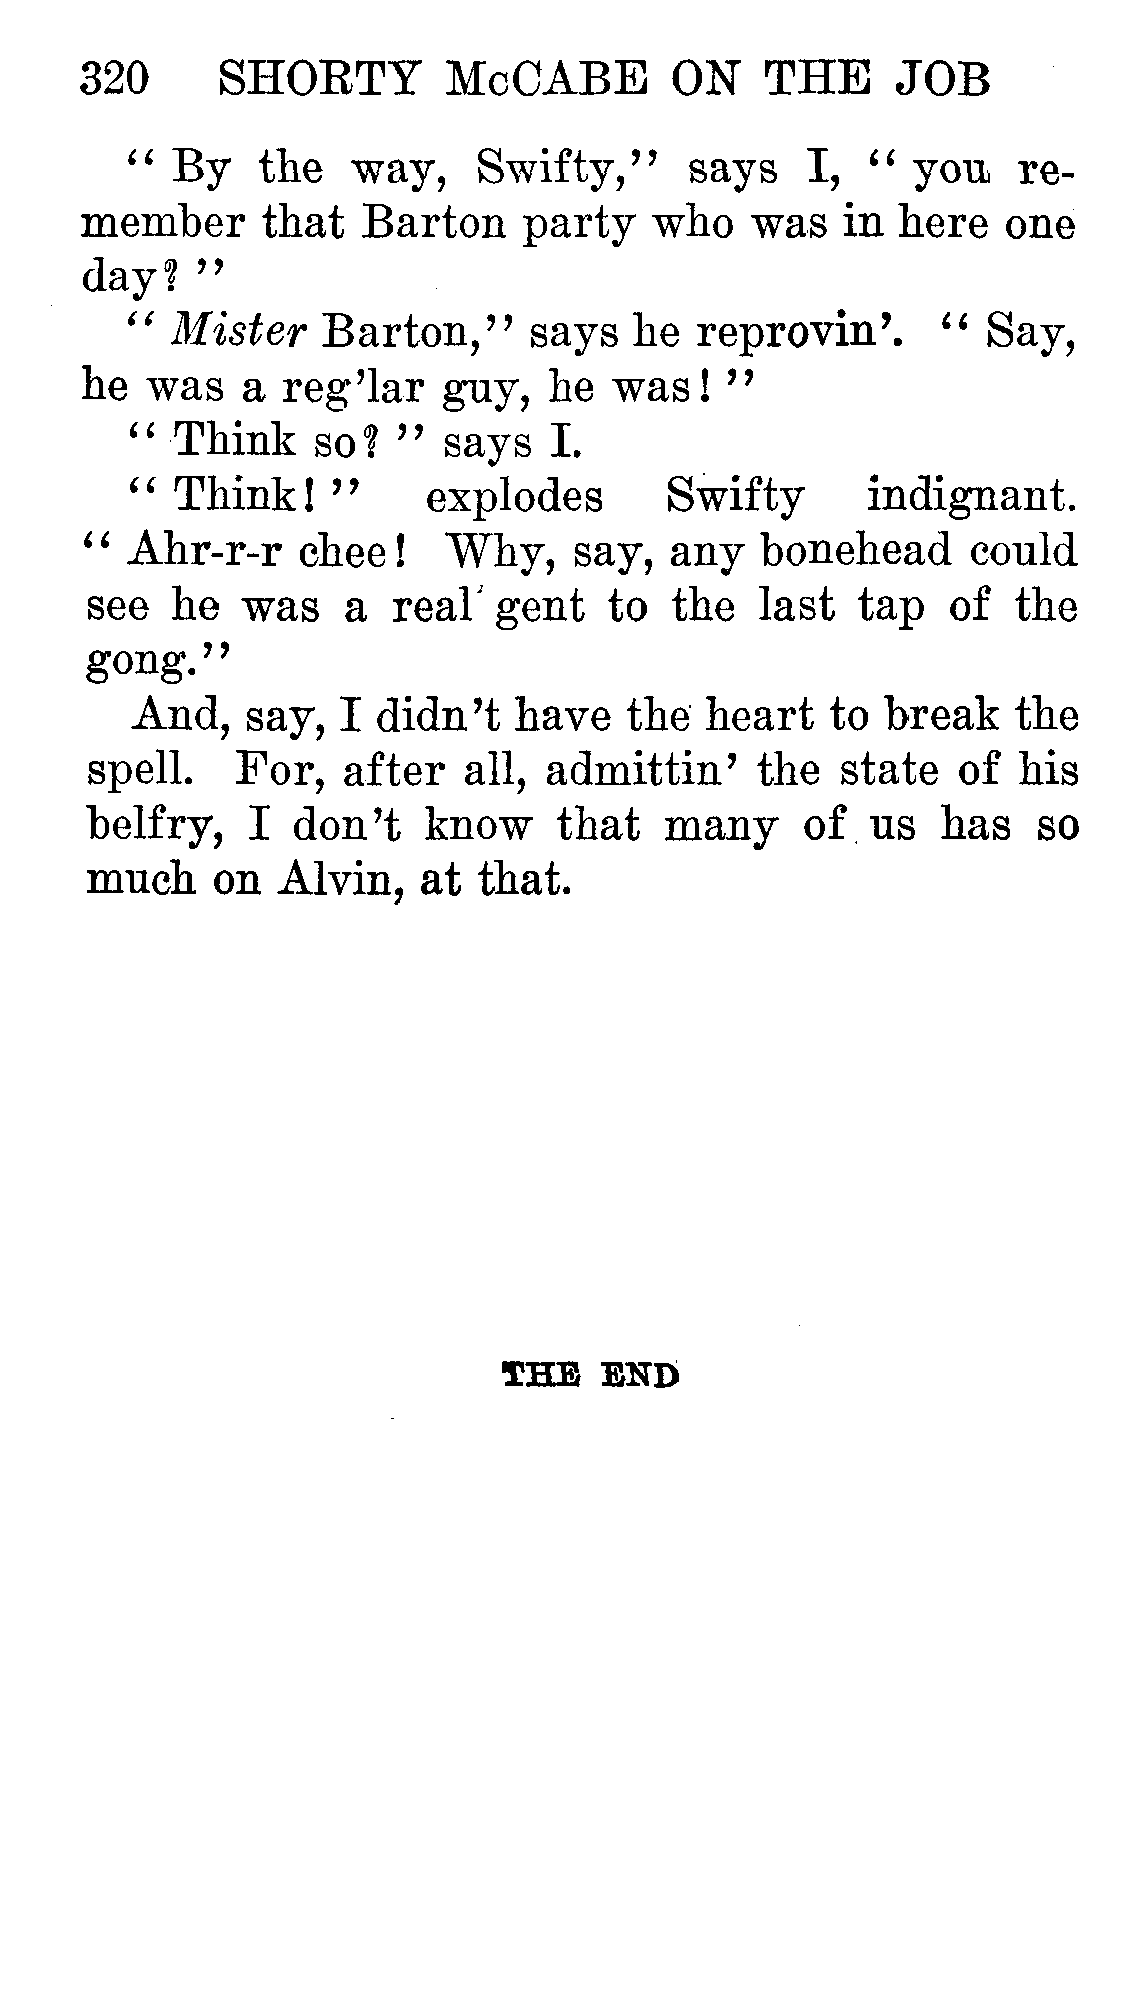 320 SHORTY McCABE ON THE JOB
“ By the way, Swifty,” says I, “ you re-
member that Barton party who was in here one
day? ”
“ Mister Barton,” says he reprovin’. “ Say,
he was a reg’lar guy, he was! ”
“ Think so? ” says I.
“ Think! ” explodes Swifty indignant.
“ Ahr-r-r chee! Why, say, any bonehead could
see he was a real gent to the last tap of the
gong.”
And, say, I didn’t have the heart to break the
spell. For, after all, admittin’ the state of his
belfry, I don’t know that many of us has so
much on Alvin, at that.
THE END